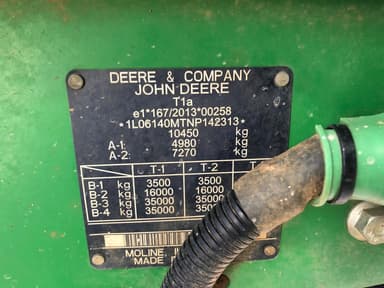 DEERE & COMPANY
JOHN DEERE
T1a
e1*167/2013*00258
*1L06140MTNP142313*
10450 kg
A-1: 4980 kg
A-2: 7270 kg
T-1 T-2
B-1 kg 3500 3500
B-2 kg 16000 16000
B-3 kg 35000
B-4 kg 35000
MOLINE,
MADE